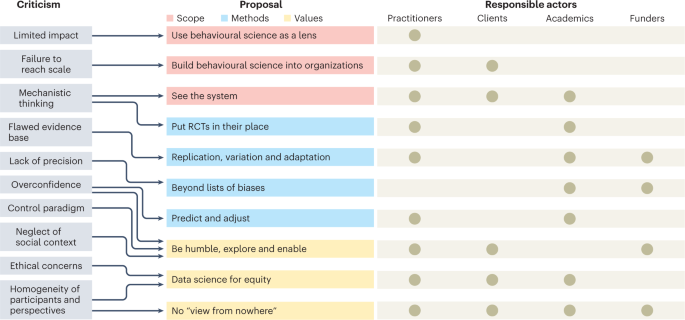 Criticism
Proposal
Responsible actors
Scope
Methods
Values
Practitioners
Clients
Academics
Funders
Limited impact
Use behavioural science as a lens
Failure to
reach scale
Build behavioural science into organizations
Mechanistic
thinking
See the system
Put RCTs in their place
Flawed evidence
base
Replication, variation and adaptation
Lack of precision
Beyond lists of biases
Overconfidence
Predict and adjust
Control paradigm
Neglect of
social context
Be humble, explore and enable
Ethical concerns
Data science for equity
Homogeneity of
participants and
perspectives
No “view from nowhere”